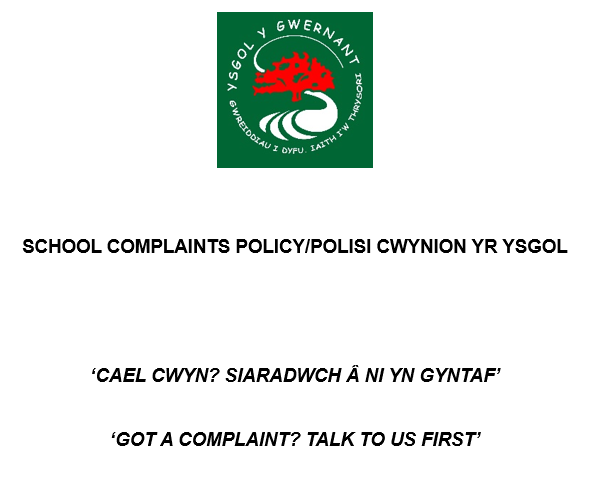 YSGOL Y GWERNANT
GWREIDDIAU I DYFU. IAITH I'W THRYSORI
SCHOOL COMPLAINTS POLICY/POLISI CWYNION YR YSGOL
‘CAEL CWYN? SIARADWCH Â NI YN GYNTAF’
‘GOT A COMPLAINT? TALK TO US FIRST’